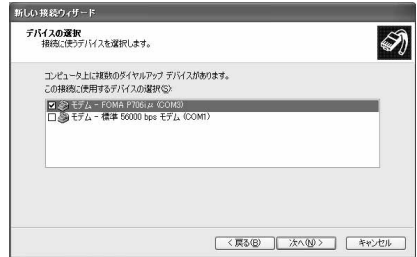 新しい接続ウィザード
デバイスの選択
接続に使うデバイスを選択します。
コンピュータ上に複数のダイヤルアップ デバイスがあります。
この接続に使用するデバイスの選択(S):
モデム - FOMA P706iμ (COM3)
モデム - 標準 56000 bps モデム (COM1)
< 戻る(B)
次へ(N) >
キャンセル